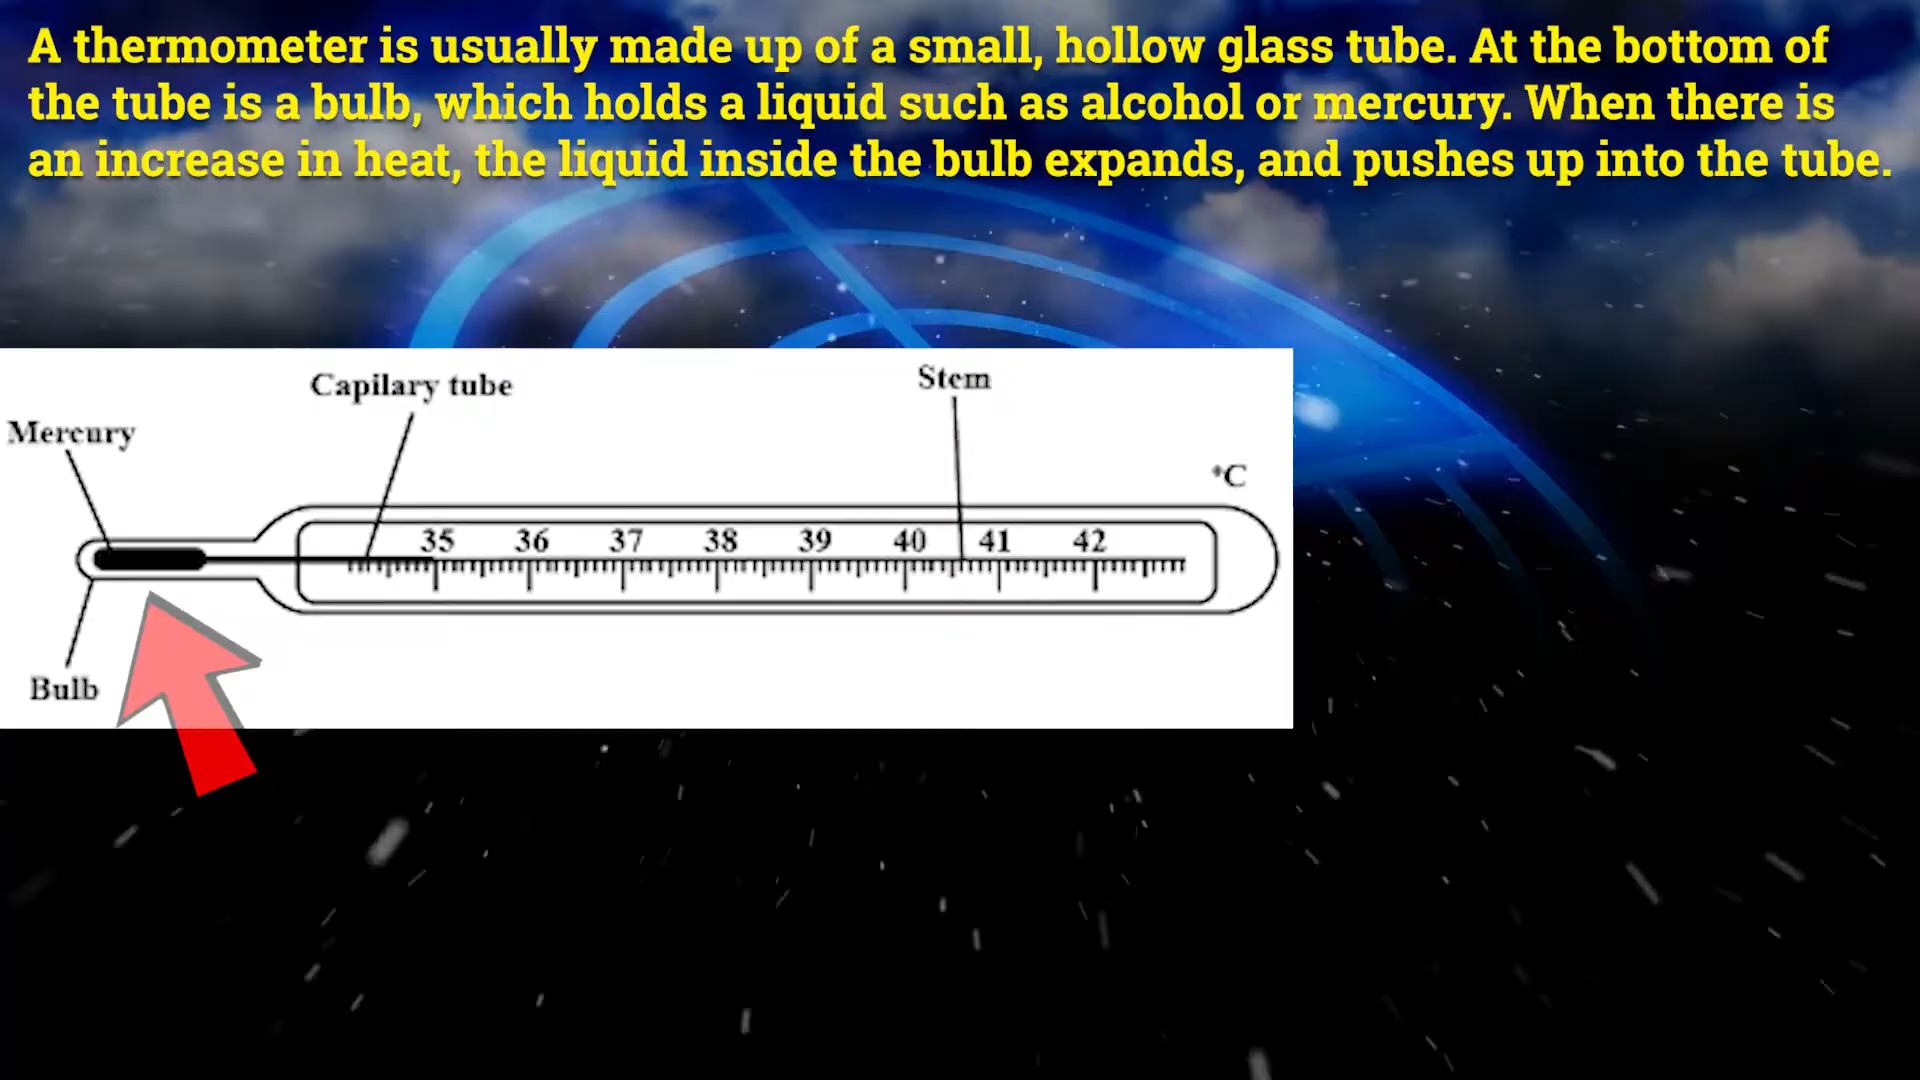 A thermometer is usually made up of a small, hollow glass tube. At the bottom of
the tube is a bulb, which holds a liquid such as alcohol or mercury. When there is
an increase in heat, the liquid inside the bulb expands, and pushes up into the tube.
Capilary tube
Stem
Mercury
°C
35 36 37 38 39 40 41 42
Bulb